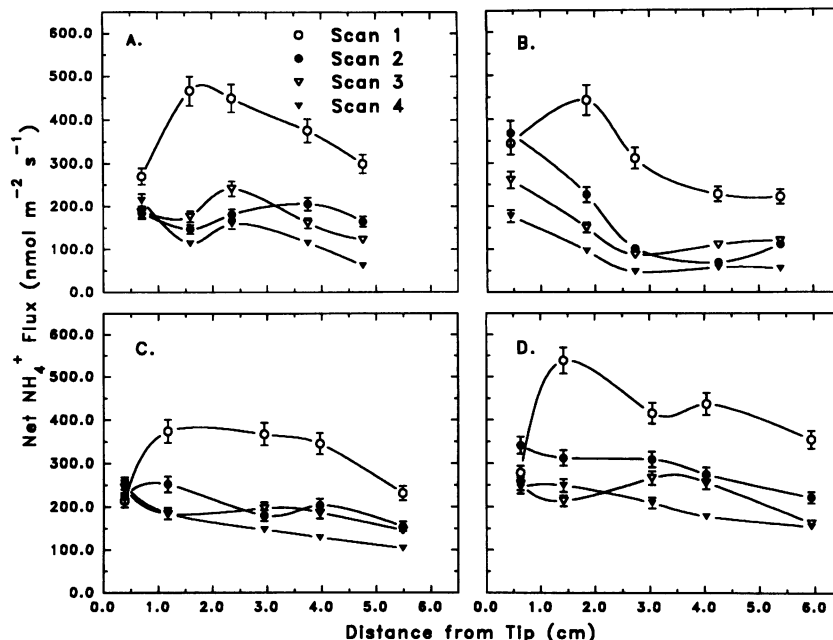 600.0
500.0
400.0
300.0
200.0
100.0
0.0
A.
Scan 1
Scan 2
Scan 3
Scan 4
B.
500.0
400.0
300.0
200.0
100.0
0.0
C.
D.
0.0 1.0 2.0 3.0 4.0 5.0 6.0
0.0 1.0 2.0 3.0 4.0 5.0 6.0
Net NH₄⁺ Flux (nmol m⁻² s⁻¹)
Distance from Tip (cm)